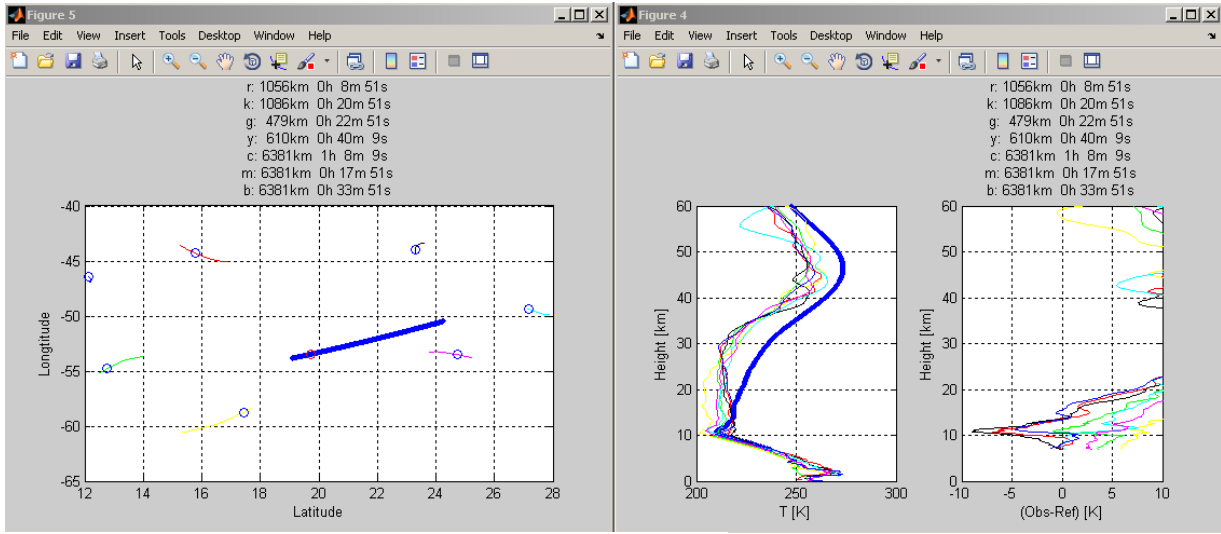 Figure 5
File Edit View Insert Tools Desktop Window Help
r: 1056km 0h 8m 51s
k: 1086km 0h 20m 51s
g: 479km 0h 22m 51s
y: 610km 0h 40m 9s
c: 6381km 1h 8m 9s
m: 6381km 0h 17m 51s
b: 6381km 0h 33m 51s
-40
-45
-50
-55
-60
-65
Longtitude
12 14 16 18 20 22 24 26 28
Latitude
Figure 4
File Edit View Insert Tools Desktop Window Help
r: 1056km 0h 8m 51s
k: 1086km 0h 20m 51s
g: 479km 0h 22m 51s
y: 610km 0h 40m 9s
c: 6381km 1h 8m 9s
m: 6381km 0h 17m 51s
b: 6381km 0h 33m 51s
60
50
40
30
20
10
0
Height [km]
200 250 300
T [K]
60
50
40
30
20
10
0
Height [km]
-10 -5 0 5 10
(Obs-Ref) [K]